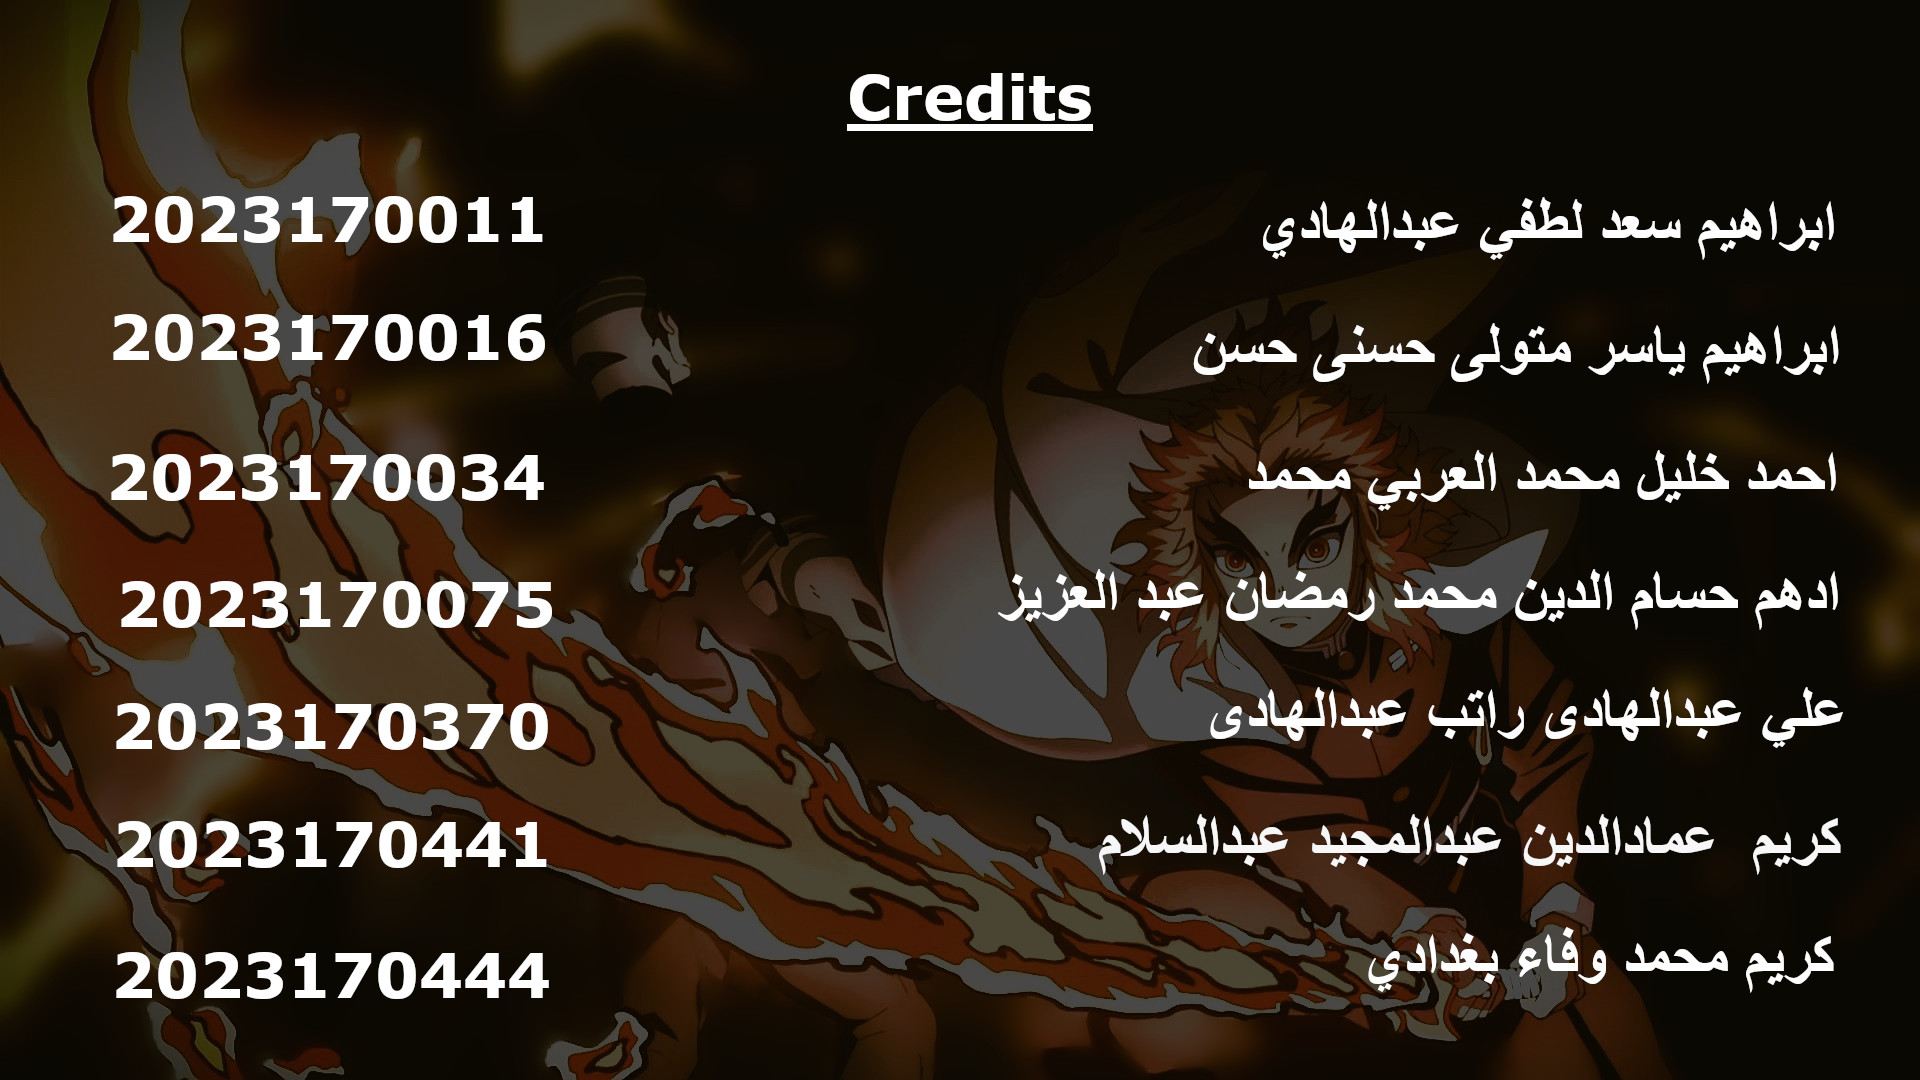 Credits
2023170011 ابراهيم سعد لطفي عبدالهادي
2023170016 ابراهيم ياسر متولى حسنى حسن
2023170034 احمد خليل محمد العربي محمد
2023170075 ادهم حسام الدين محمد رمضان عبد العزيز
2023170370 علي عبدالهادى راتب عبدالهادى
2023170441 كريم  عمادالدين عبدالمجيد عبدالسلام
2023170444 كريم محمد وفاء بغدادي